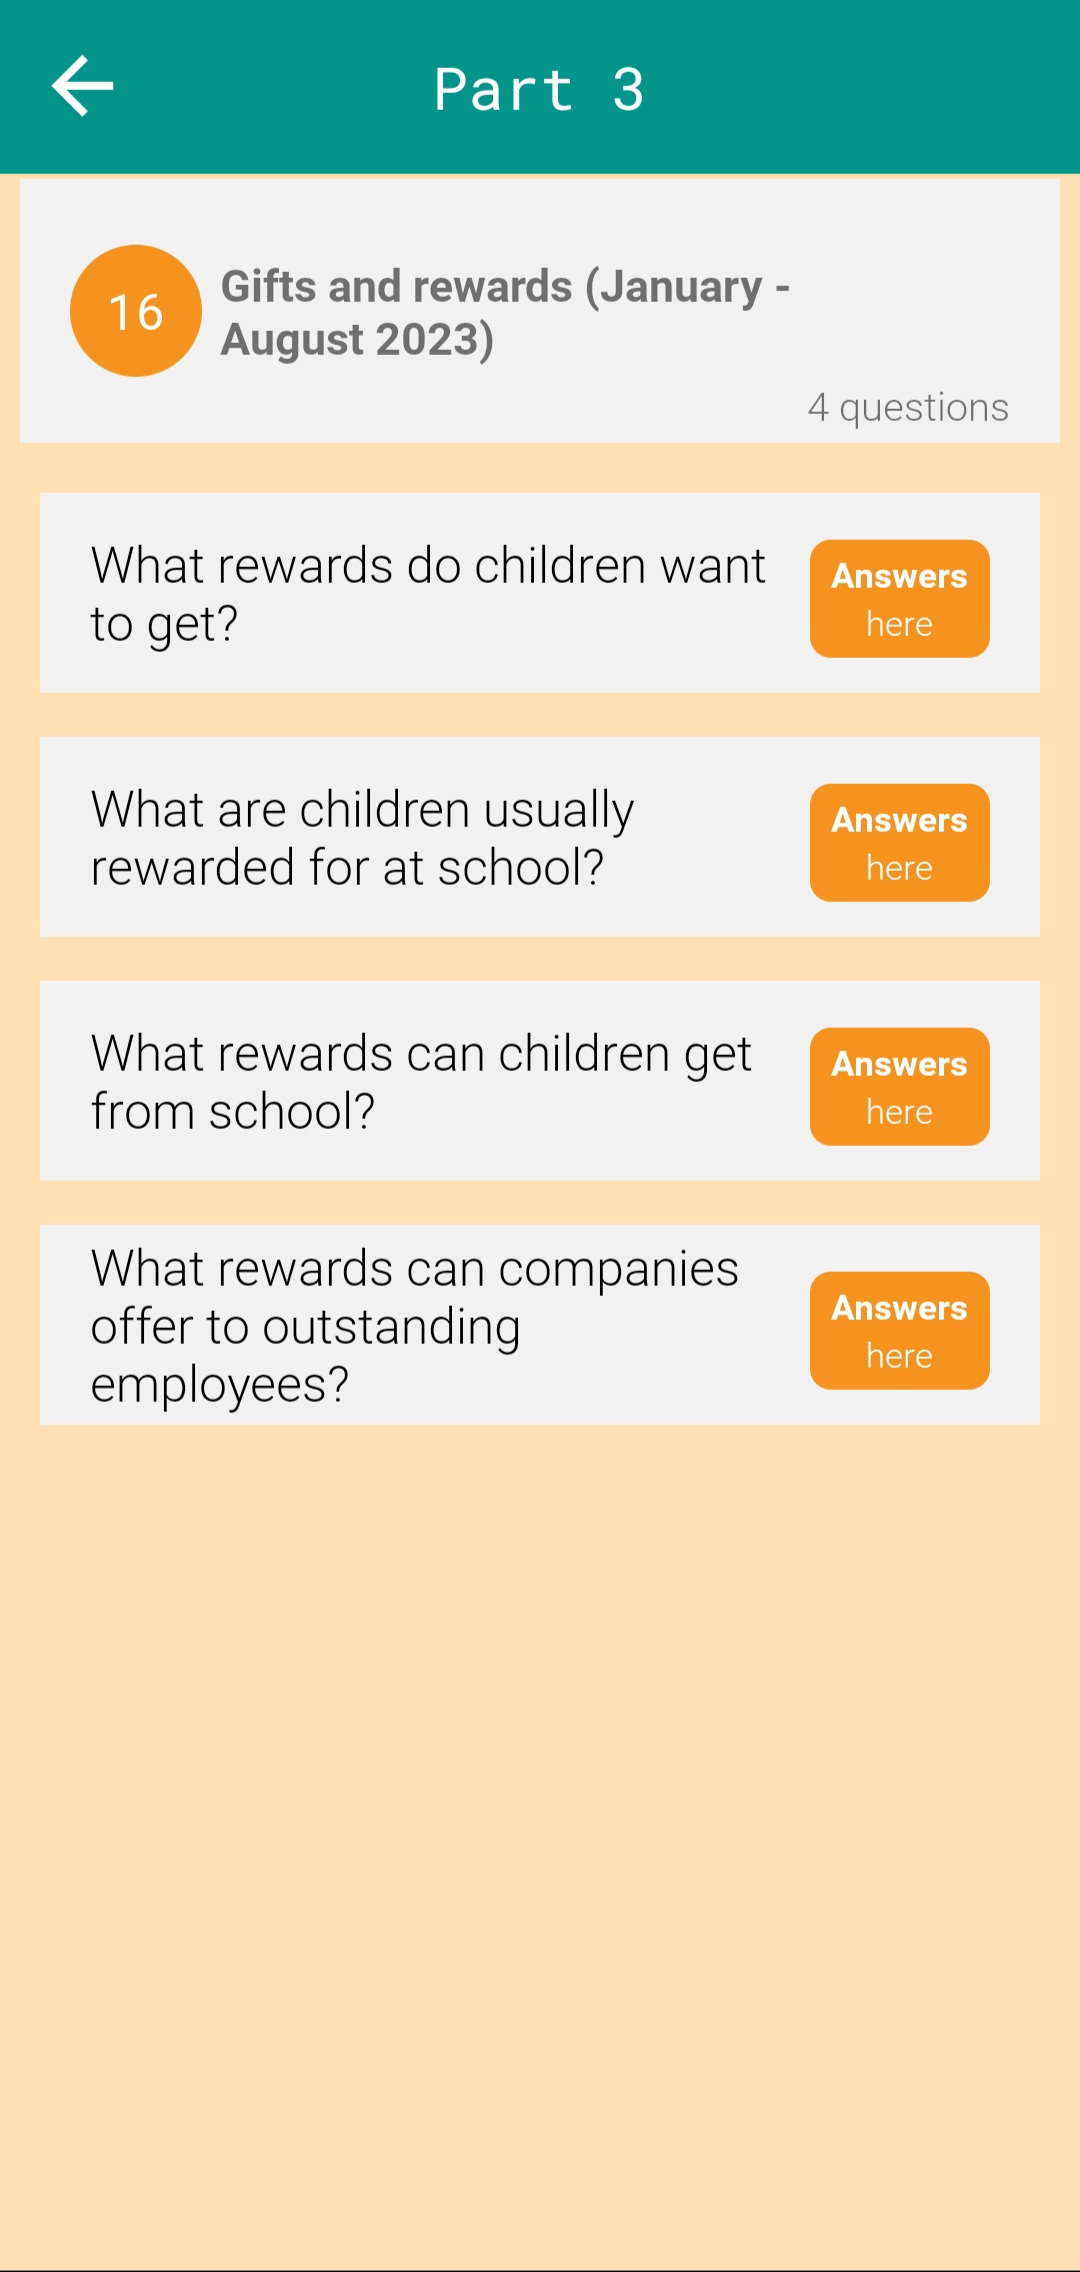 Part 3
16
Gifts and rewards (January -
August 2023)
4 questions
What rewards do children want
to get?
Answers
here
What are children usually
rewarded for at school?
Answers
here
What rewards can children get
from school?
Answers
here
What rewards can companies
offer to outstanding
employees?
Answers
here